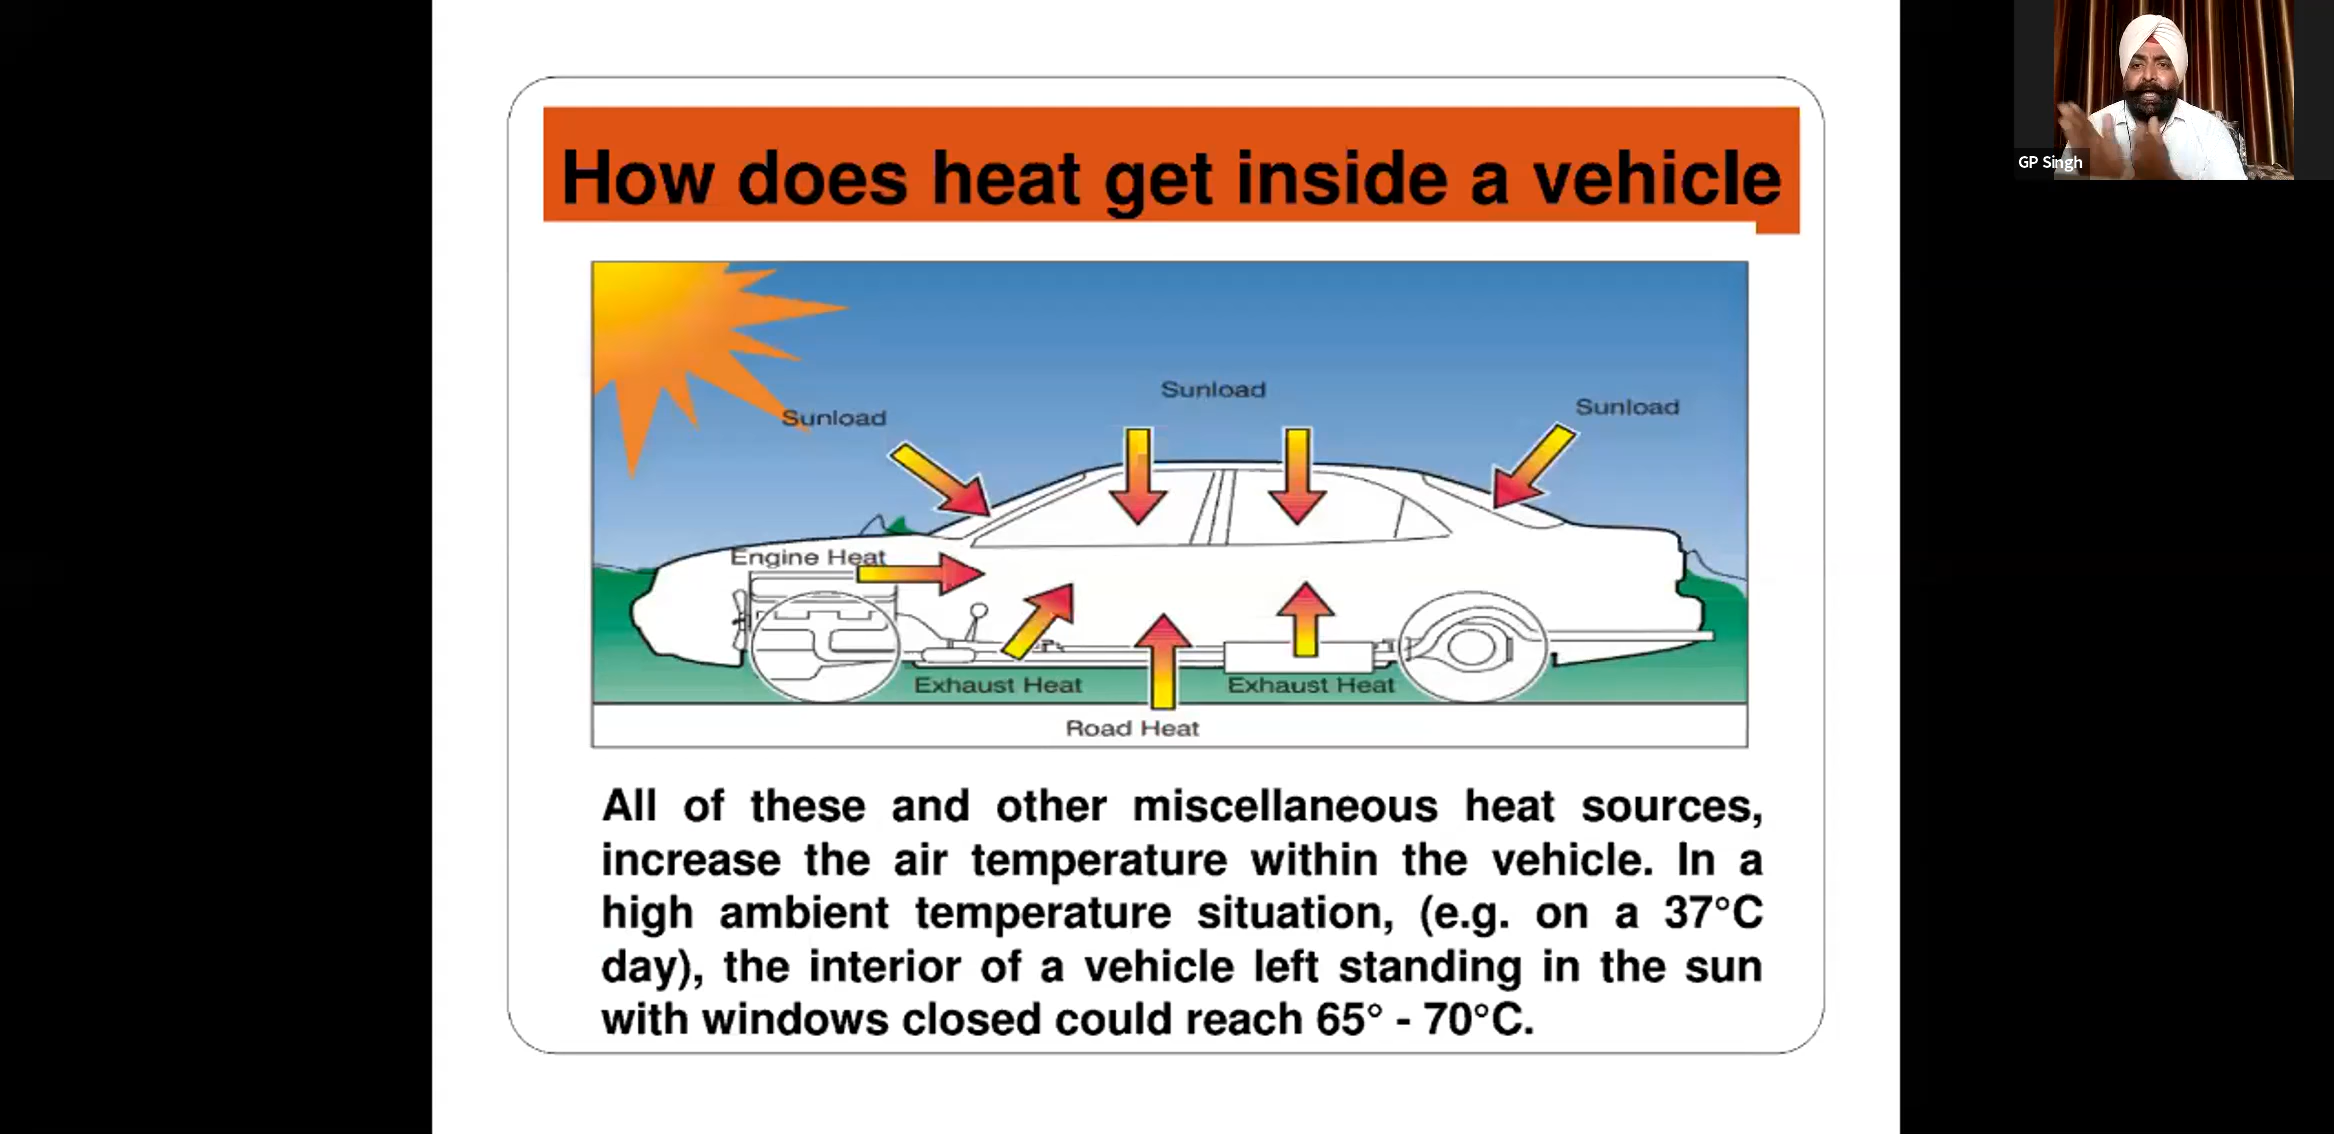 How does heat get inside a vehicle
GP Singh
Sunload
Sunload
Sunload
Engine Heat
Exhaust Heat
Exhaust Heat
Road Heat
All of these and other miscellaneous heat sources,
increase the air temperature within the vehicle. In a
high ambient temperature situation, (e.g. on a 37°C
day), the interior of a vehicle left standing in the sun
with windows closed could reach 65° - 70°C.